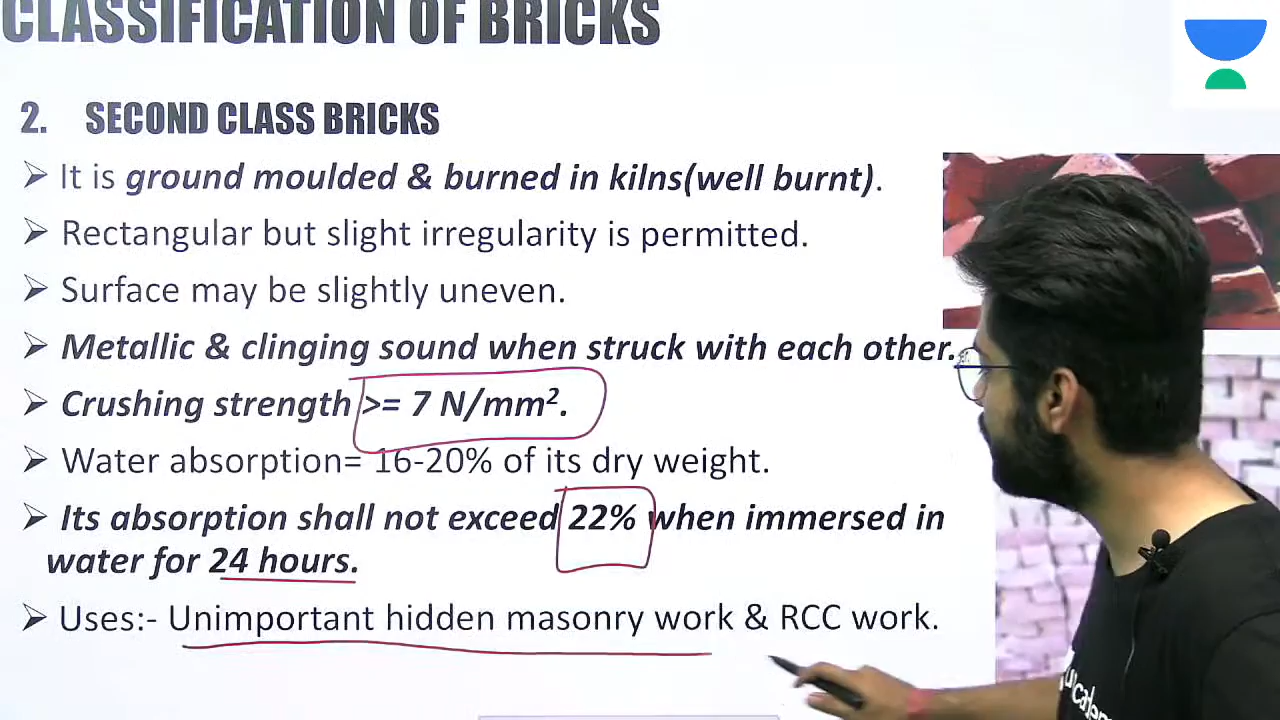 CLASSIFICATION OF BRICKS
2. SECOND CLASS BRICKS
➢ It is ground moulded & burned in kilns(well burnt).
➢ Rectangular but slight irregularity is permitted.
➢ Surface may be slightly uneven.
➢ Metallic & clinging sound when struck with each other.
➢ Crushing strength >= 7 N/mm².
➢ Water absorption= 16-20% of its dry weight.
➢ Its absorption shall not exceed 22% when immersed in
water for 24 hours.
➢ Uses:- Unimportant hidden masonry work & RCC work.